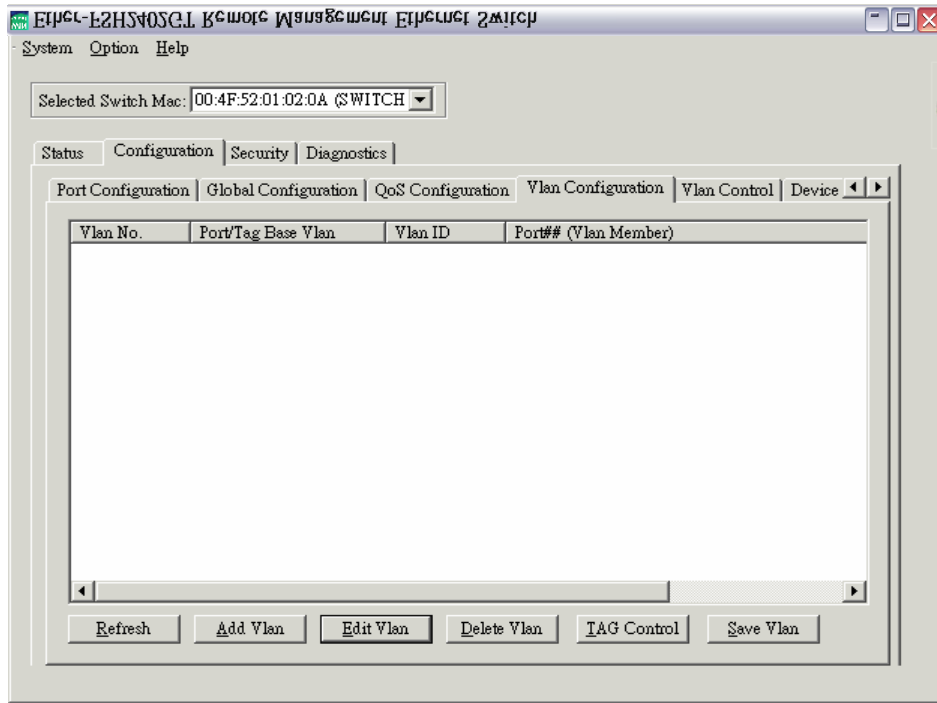 Ether-FSH2402GT Remote Management Ethernet Switch
System Option Help
Selected Switch Mac: 00:4F:52:01:02:0A (SWITCH
Status Configuration Security Diagnostics
Port Configuration Global Configuration QoS Configuration Vlan Configuration Vlan Control Device
Vlan No. Port/Tag Base Vlan Vlan ID Port## (Vlan Member)
Refresh Add Vlan Edit Vlan Delete Vlan TAG Control Save Vlan